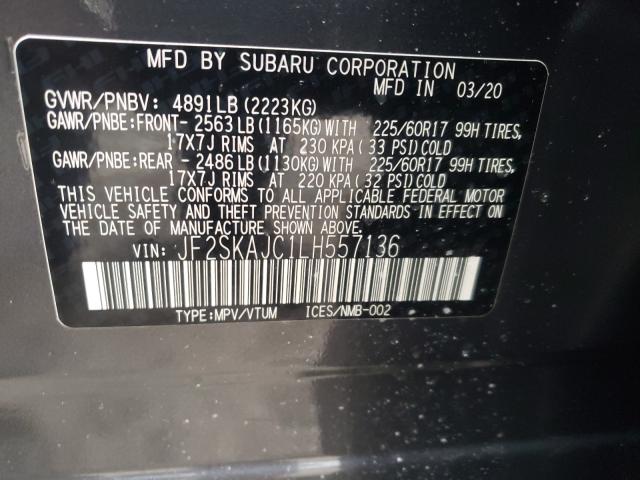 MFD BY SUBARU CORPORATION
MFD IN 03/20
GVWR/PNBV: 4891LB(2223KG)
GAWR/PNBE:FRONT- 2563LB(1165KG)WITH 225/60R17 99H TIRES,
17X7J RIMS AT 230 KPA(33 PSI)COLD
GAWR/PNBE:REAR - 2486LB(1130KG)WITH 225/60R17 99H TIRES,
17X7J RIMS AT 220 KPA(32 PSI)COLD
THIS VEHICLE CONFORMS TO ALL APPLICABLE FEDERAL MOTOR
VEHICLE SAFETY AND THEFT PREVENTION STANDARDS IN EFFECT ON
THE DATE OF MANUFACTURE SHOWN ABOVE.
VIN: JF2SKAJC1LH557136
TYPE:MPV/VTUM ICES/NMB-002